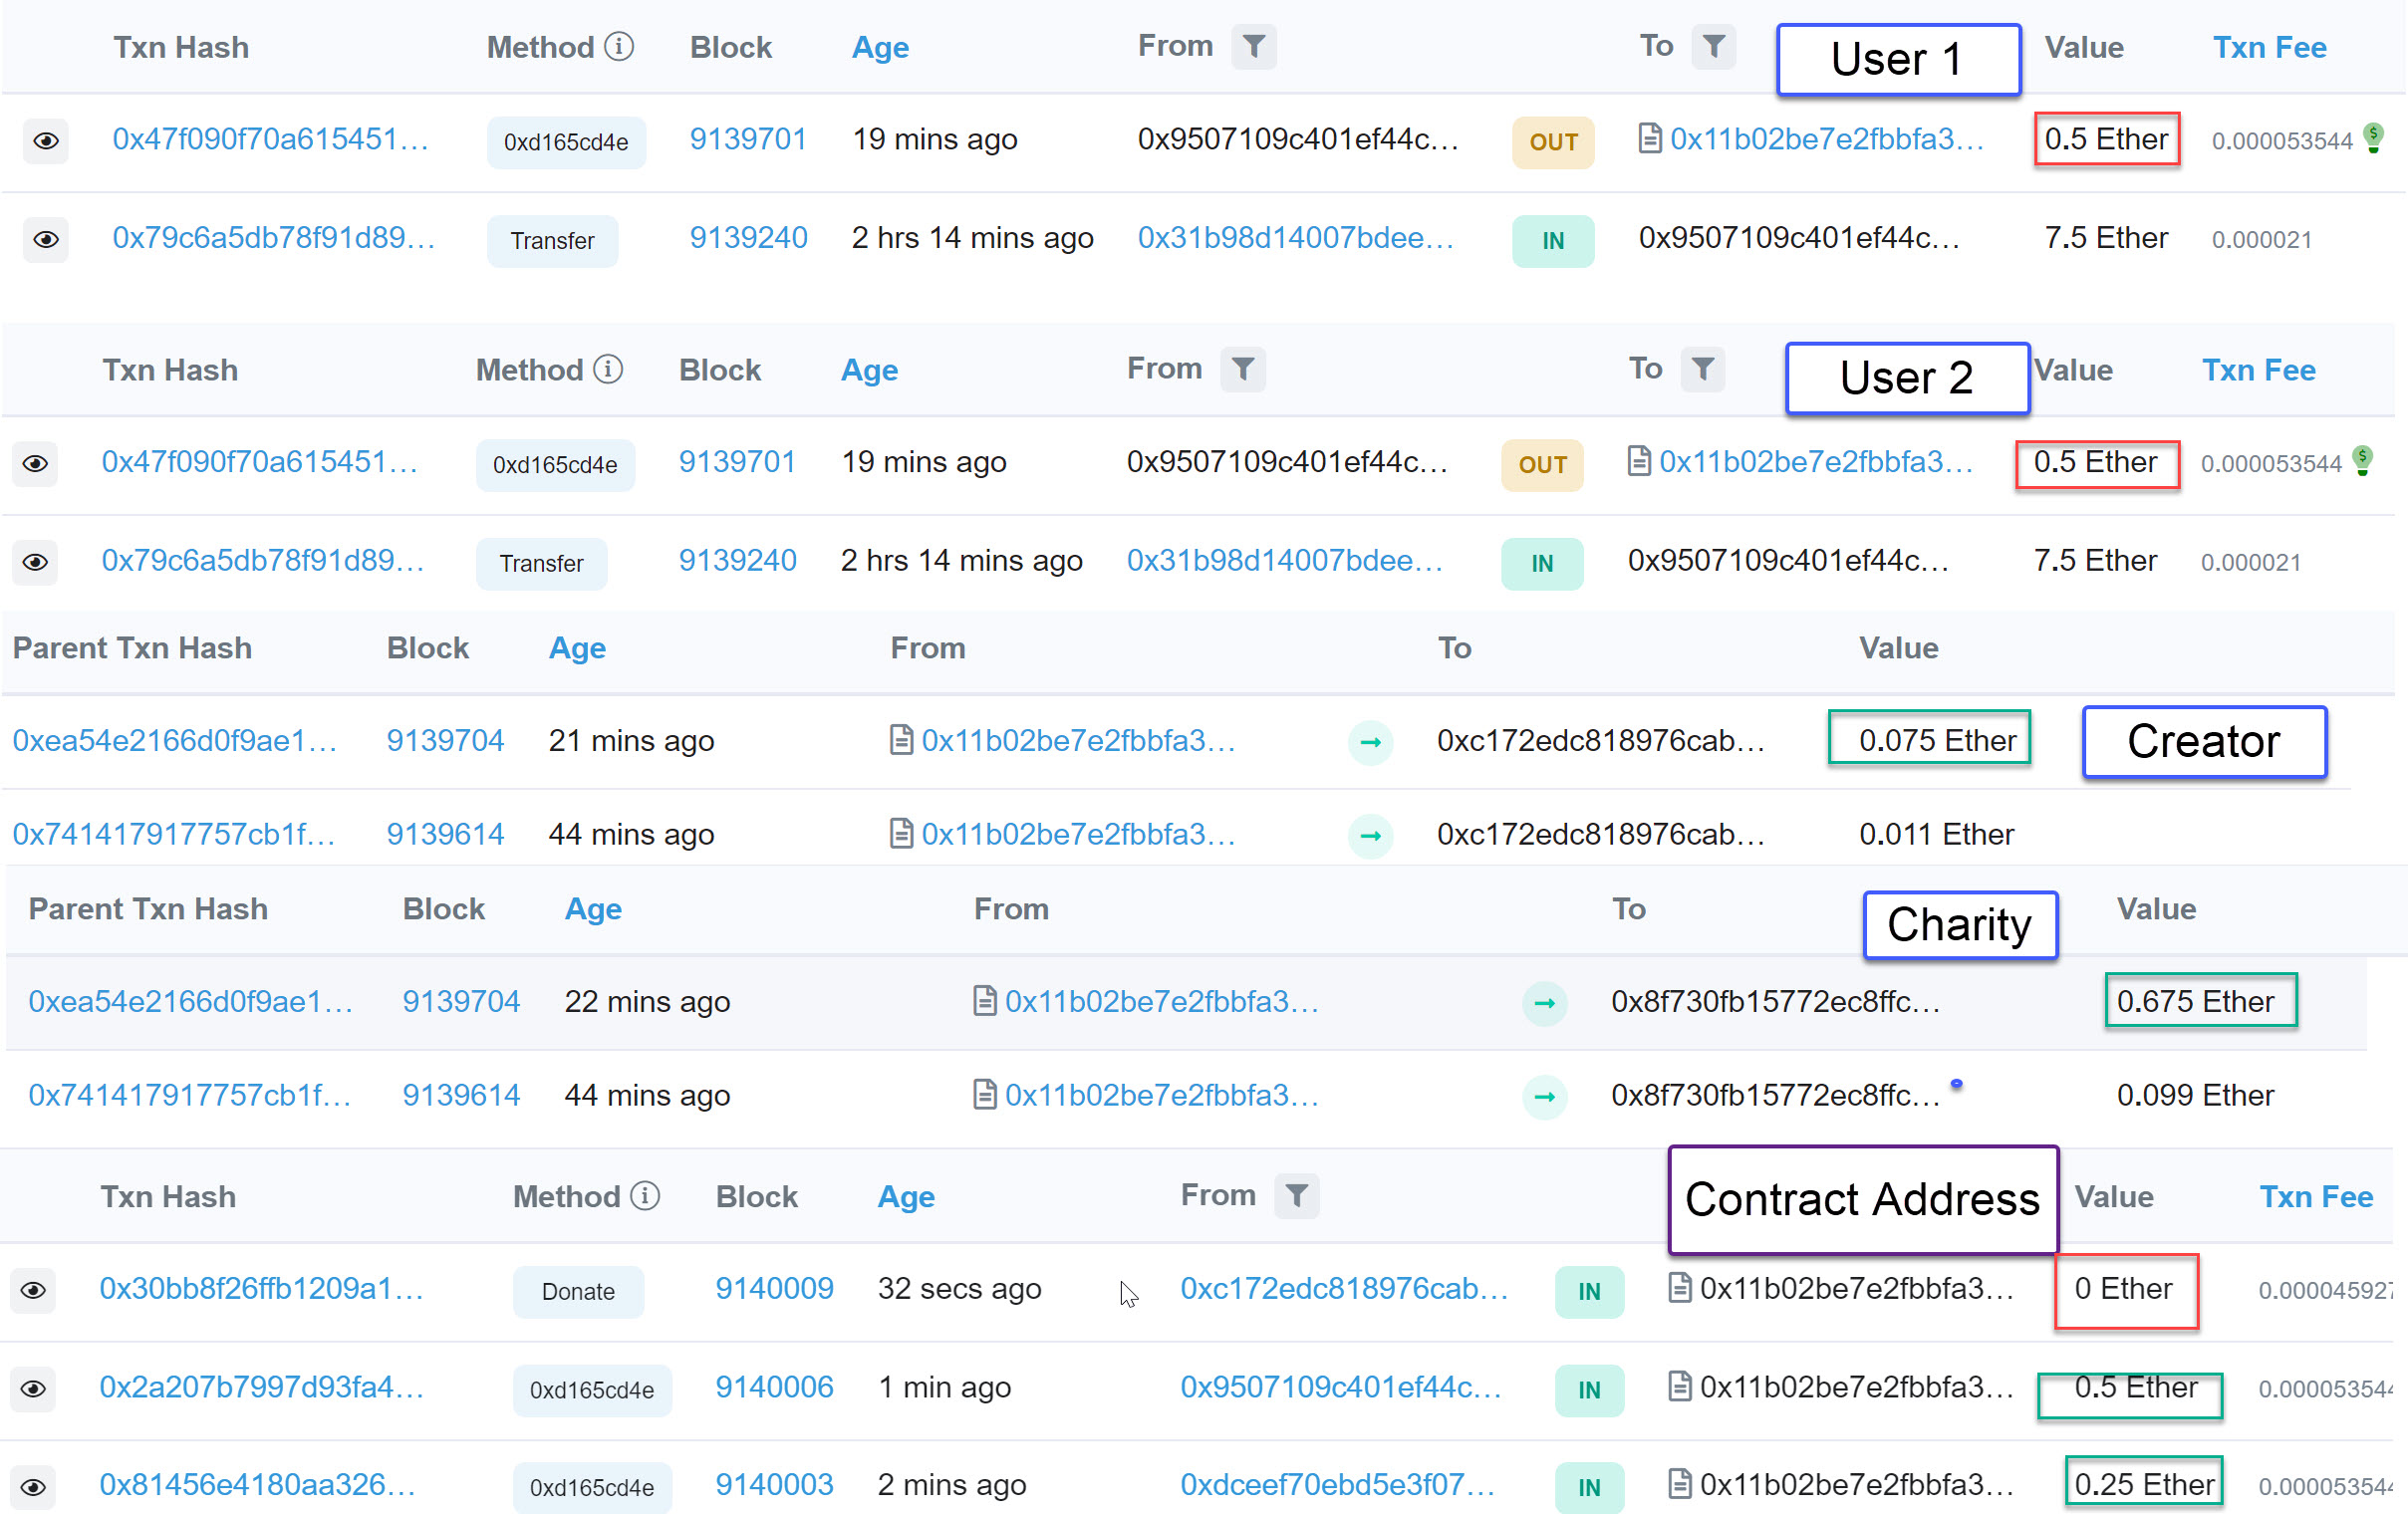 Txn Hash Method Block Age From To User 1 Value Txn Fee
0x47f090f70a615451... 0xd165cd4e 9139701 19 mins ago 0x9507109c401ef44c... OUT 0x11b02be7e2fbbfa3... 0.5 Ether 0.000053544
0x79c6a5db78f91d89... Transfer 9139240 2 hrs 14 mins ago 0x31b98d14007bdee... IN 0x9507109c401ef44c... 7.5 Ether 0.000021
Txn Hash Method Block Age From To User 2 Value Txn Fee
0x47f090f70a615451... 0xd165cd4e 9139701 19 mins ago 0x9507109c401ef44c... OUT 0x11b02be7e2fbbfa3... 0.5 Ether 0.000053544
0x79c6a5db78f91d89... Transfer 9139240 2 hrs 14 mins ago 0x31b98d14007bdee... IN 0x9507109c401ef44c... 7.5 Ether 0.000021
Parent Txn Hash Block Age From To Value
0xea54e2166d0f9ae1... 9139704 21 mins ago 0x11b02be7e2fbbfa3... 0xc172edc818976cab... 0.075 Ether Creator
0x741417917757cb1f... 9139614 44 mins ago 0x11b02be7e2fbbfa3... 0xc172edc818976cab... 0.011 Ether
Parent Txn Hash Block Age From To Charity Value
0xea54e2166d0f9ae1... 9139704 22 mins ago 0x11b02be7e2fbbfa3... 0x8f730fb15772ec8ffc... 0.675 Ether
0x741417917757cb1f... 9139614 44 mins ago 0x11b02be7e2fbbfa3... 0x8f730fb15772ec8ffc... 0.099 Ether
Txn Hash Method Block Age From Contract Address Value Txn Fee
0x30bb8f26ffb1209a1... Donate 9140009 32 secs ago 0xc172edc818976cab... IN 0x11b02be7e2fbbfa3... 0 Ether 0.000045927
0x2a207b7997d93fa4... 0xd165cd4e 9140006 1 min ago 0x9507109c401ef44c... IN 0x11b02be7e2fbbfa3... 0.5 Ether 0.000053544
0x81456e4180aa326... 0xd165cd4e 9140003 2 mins ago 0xdceef70ebd5e3f07... IN 0x11b02be7e2fbbfa3... 0.25 Ether 0.000053544